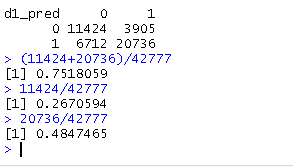 d1_pred 0 1
0 11424 3905
1 6712 20736
> (11424+20736)/42777
[1] 0.7518059
> 11424/42777
[1] 0.2670594
> 20736/42777
[1] 0.4847465
>